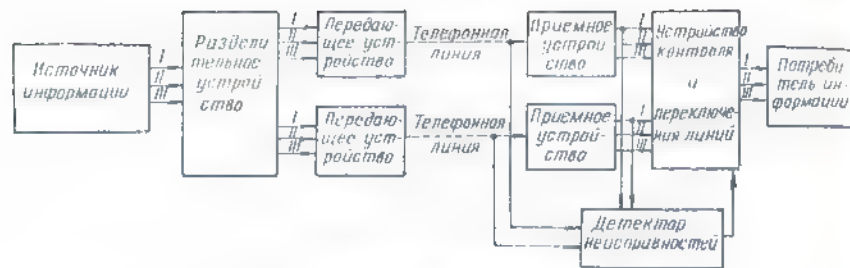 Источник
информации
I
II
III
Раздели
тельное
устрой
ство
I
II
III
Передаю-
щее уст-
ройство
Телефонная
линия
Приемное
устрой
ство
I
II
III
I
II
III
Передаю-
щее уст-
ройство
Телефонная
линия
Приемное
устрой
ство
I
II
III
Устройство
контроля
и
переключе-
ния линий
I
II
III
Потреби
тель ин-
формации
Детектор
неисправностей